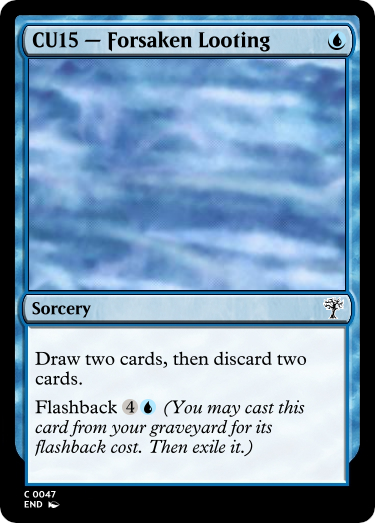 CU15 — Forsaken Looting
Sorcery
Draw two cards, then discard two
cards.
Flashback 4 (You may cast this
card from your graveyard for its
flashback cost. Then exile it.)
C 0047
END